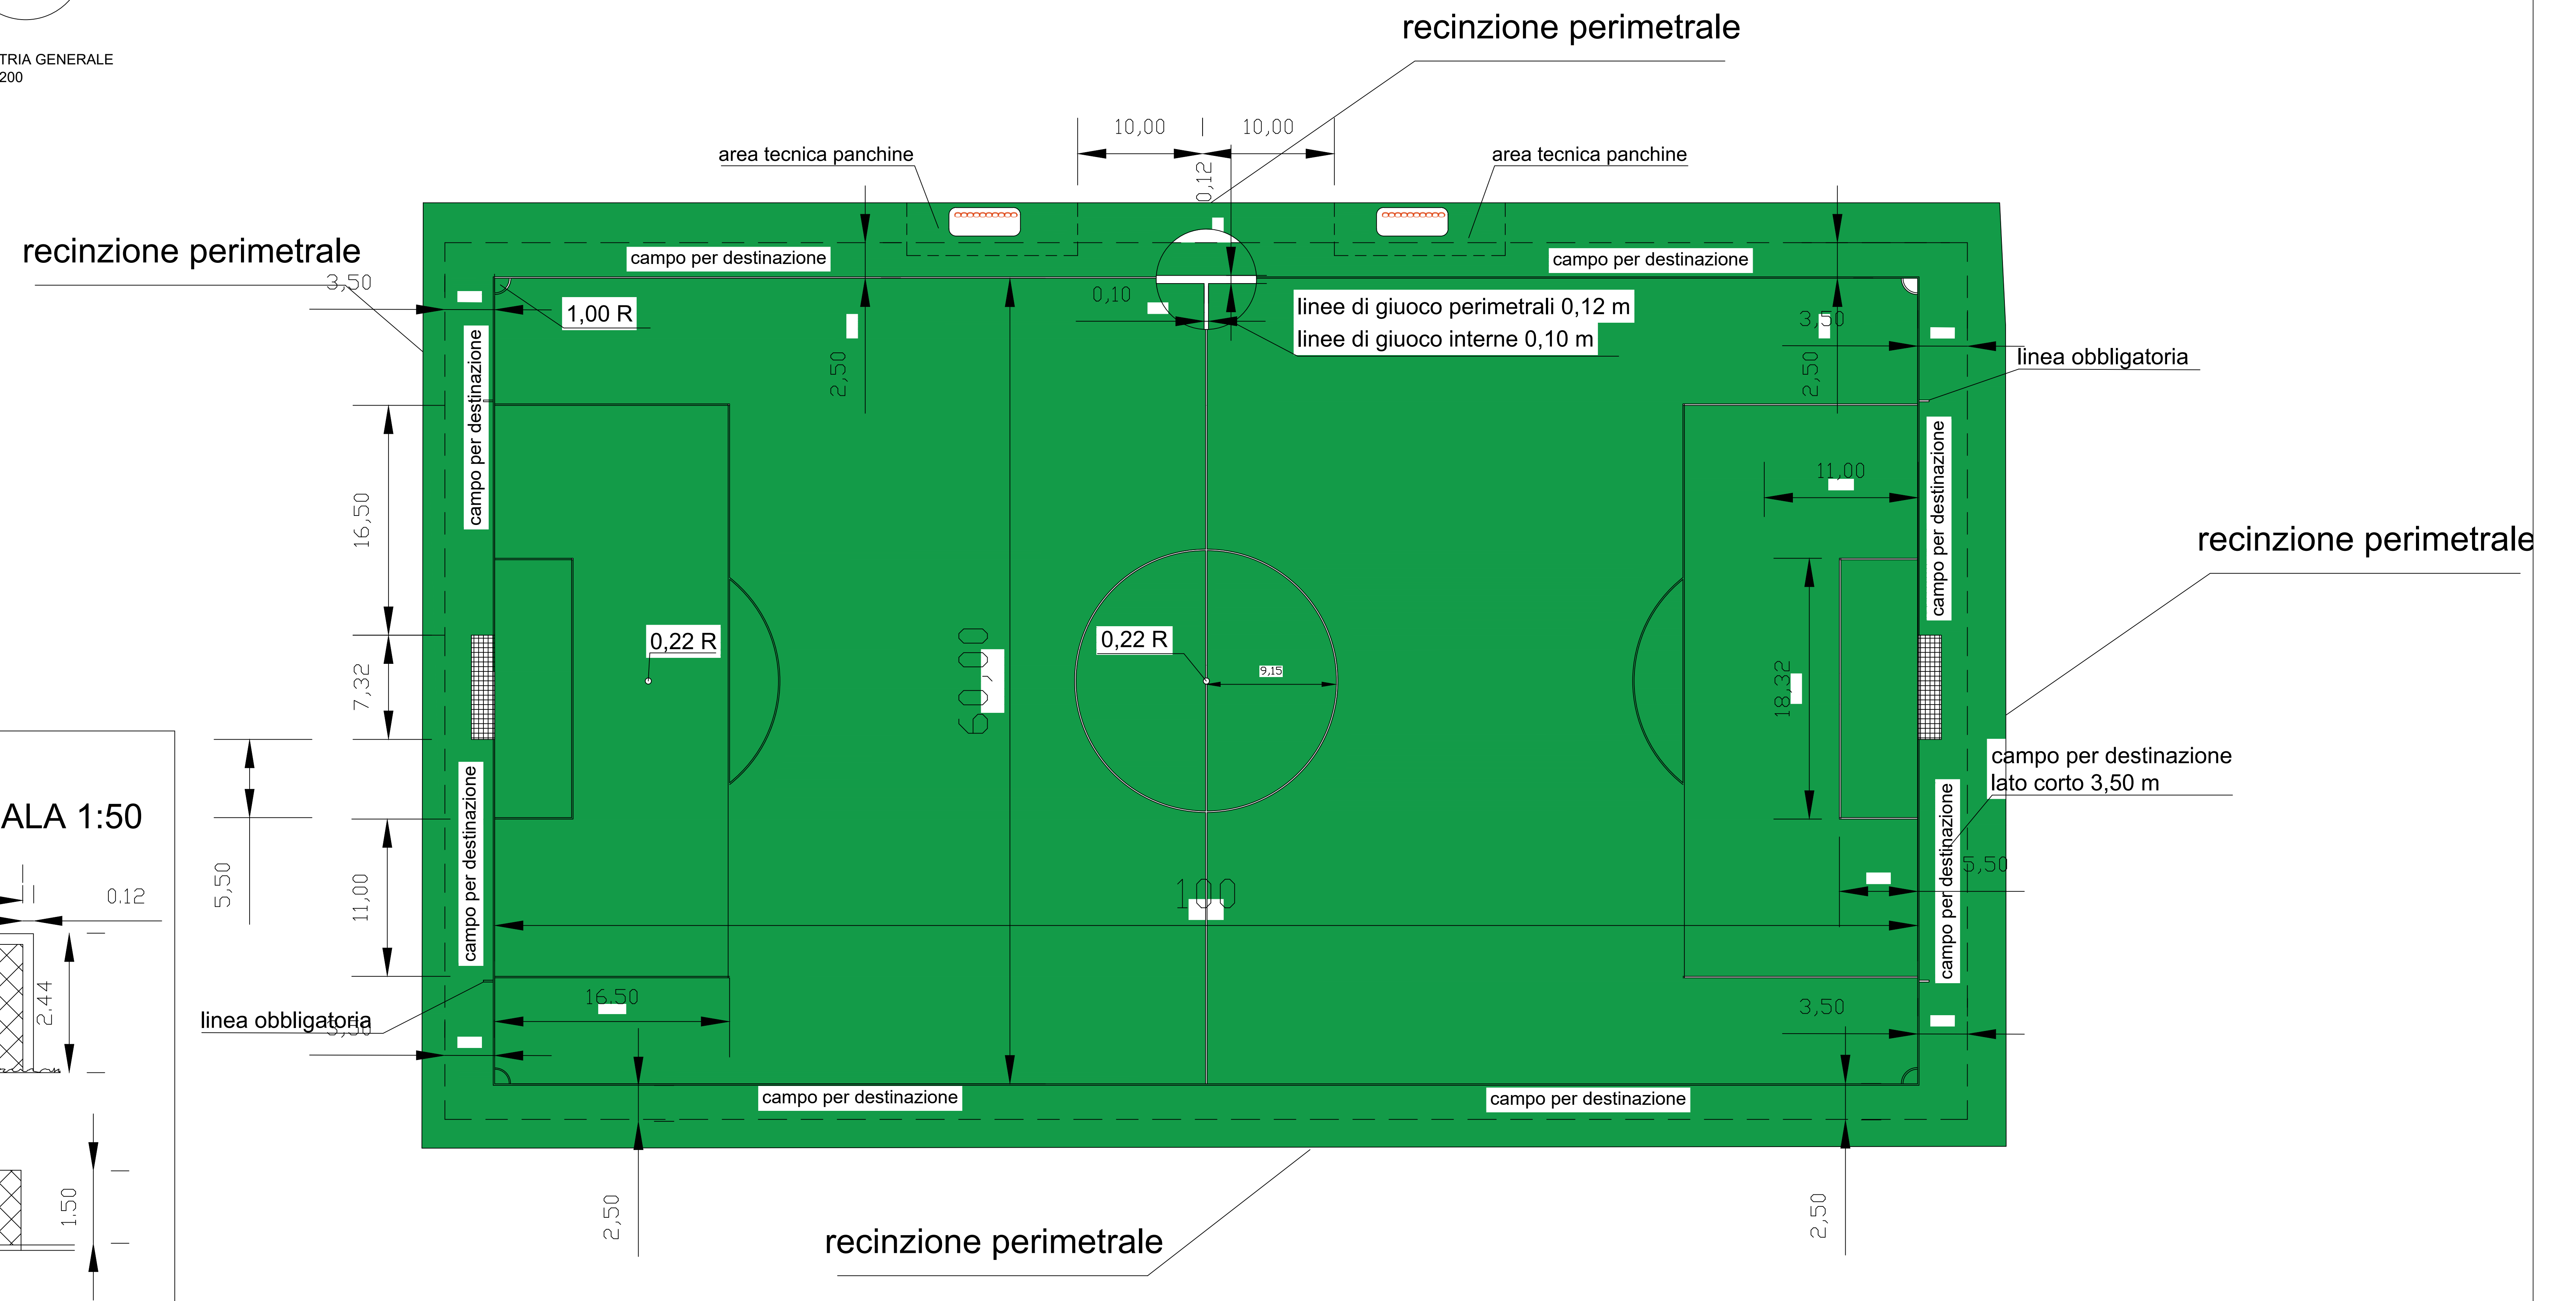 TRIA GENERALE
200
recinzione perimetrale
10,00
10,00
area tecnica panchine
area tecnica panchine
0,12
recinzione perimetrale
3,50
campo per destinazione
campo per destinazione
1,00 R
0,10
linee di giuoco perimetrali 0,12 m
linee di giuoco interne 0,10 m
3,50
2,50
2,50
linea obbligatoria
campo per destinazione
campo per destinazione
11,00
16,50
recinzione perimetrale
0,22 R
0,22 R
9,15
60,00
7,32
18,32
campo per destinazione
lato corto 3,50 m
ALA 1:50
5,50
11,00
campo per destinazione
campo per destinazione
5,50
100
0.12
2.44
16.50
3,50
linea obbligatoria
3,50
campo per destinazione
campo per destinazione
1.50
2,50
2,50
recinzione perimetrale